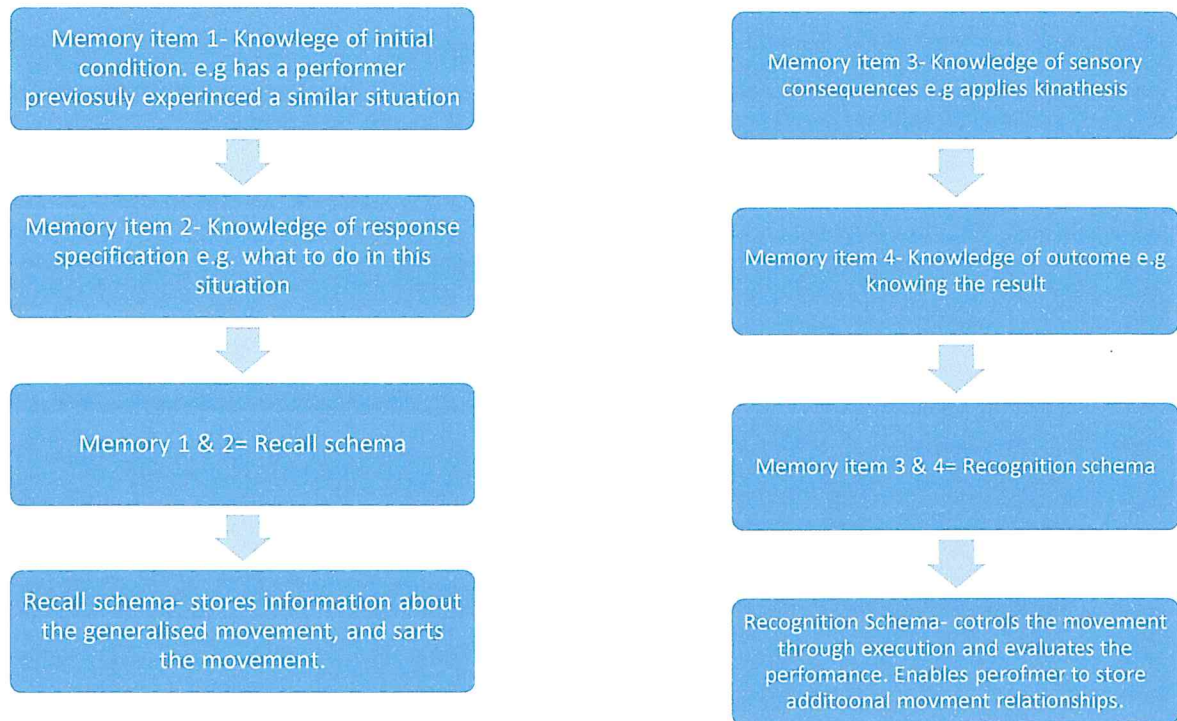 Memory item 1- Knowlege of initial
condition. e.g has a performer
previosuly experinced a similar situation
Memory item 2- Knowledge of response
specification e.g. what to do in this
situation
Memory 1 & 2= Recall schema
Recall schema- stores information about
the generalised movement, and sarts
the movement.
Memory item 3- Knowledge of sensory
consequences e.g applies kinathesis
Memory item 4- Knowledge of outcome e.g
knowing the result
Memory item 3 & 4= Recognition schema
Recognition Schema- cotrols the movement
through execution and evaluates the
perfomance. Enables perofmer to store
additoonal movment relationships.